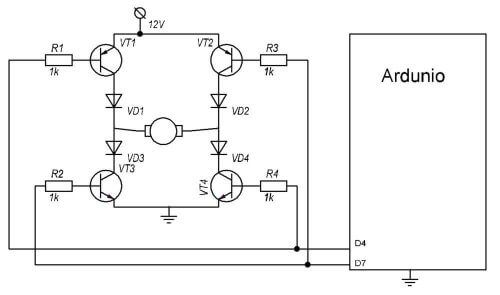 12V
R1
VT1
VT2
R3
1k
1k
Ardunio
VD1
VD2
VD3
VD4
R2
VT3
VT4
R4
1k
1k
D4
D7